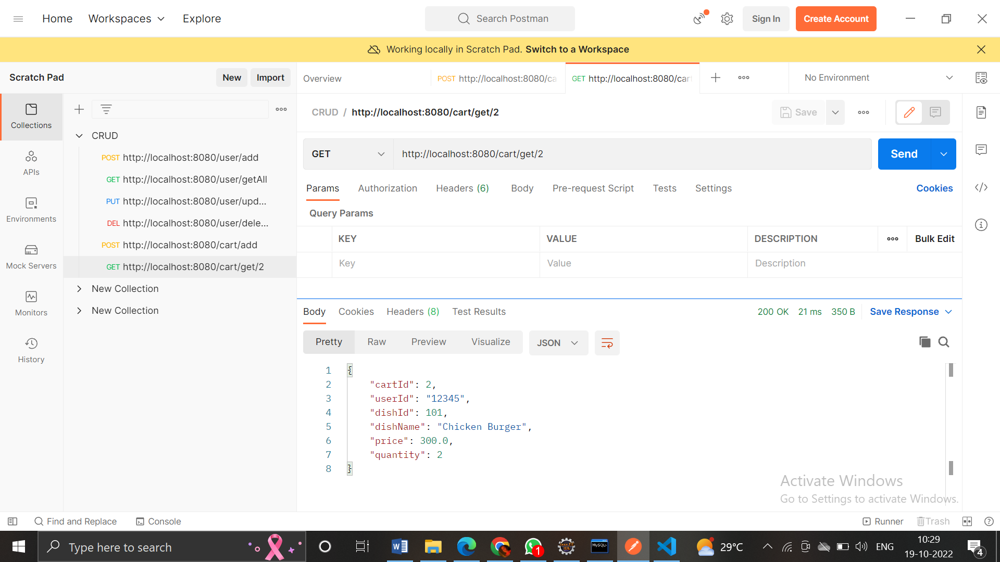 Home Workspaces Explore Search Postman Sign In Create Account
Working locally in Scratch Pad. Switch to a Workspace
Scratch Pad New Import Overview POST http://localhost:8080/ca GET http://localhost:8080/cart No Environment
Collections
APIs
Environments
Mock Servers
Monitors
History
CRUD
POST http://localhost:8080/user/add
GET http://localhost:8080/user/getAll
PUT http://localhost:8080/user/upd...
DEL http://localhost:8080/user/dele...
POST http://localhost:8080/cart/add
GET http://localhost:8080/cart/get/2
New Collection
New Collection
CRUD / http://localhost:8080/cart/get/2 Save
GET http://localhost:8080/cart/get/2 Send
Params Authorization Headers (6) Body Pre-request Script Tests Settings Cookies
Query Params
KEY VALUE DESCRIPTION Bulk Edit
Key Value Description
Body Cookies Headers (8) Test Results 200 OK 21 ms 350 B Save Response
Pretty Raw Preview Visualize JSON
1 {
2 "cartId": 2,
3 "userId": "12345",
4 "dishId": 101,
5 "dishName": "Chicken Burger",
6 "price": 300.0,
7 "quantity": 2
8 }
Activate Windows
Go to Settings to activate Windows.
Find and Replace Console Runner Trash
Type here to search 1 Java EE IDE MySQL 29°C ENG 10:29
19-10-2022 4